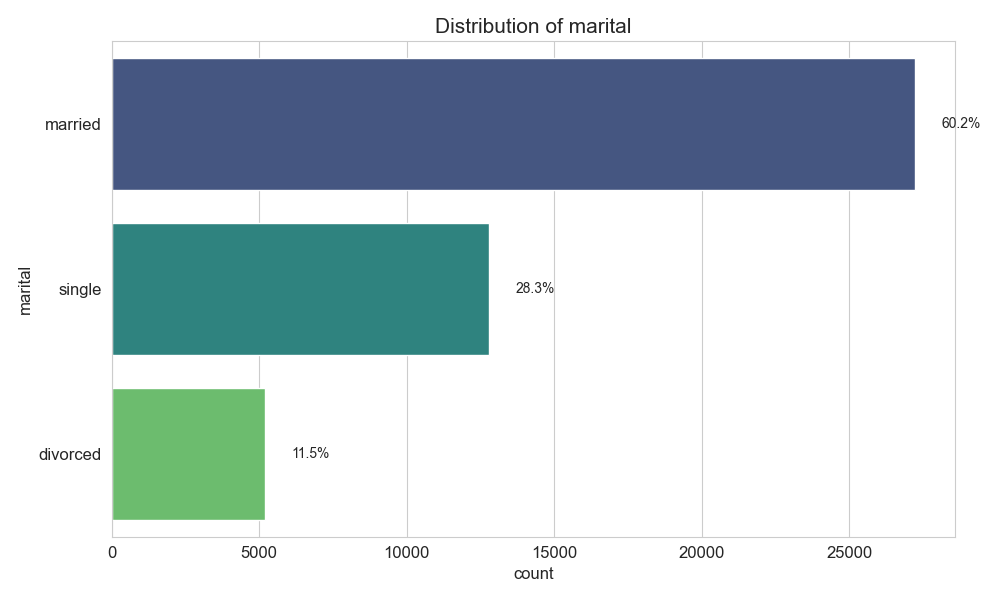 Distribution of marital
married
60.2%
single
28.3%
divorced
11.5%
marital
0 5000 10000 15000 20000 25000
count